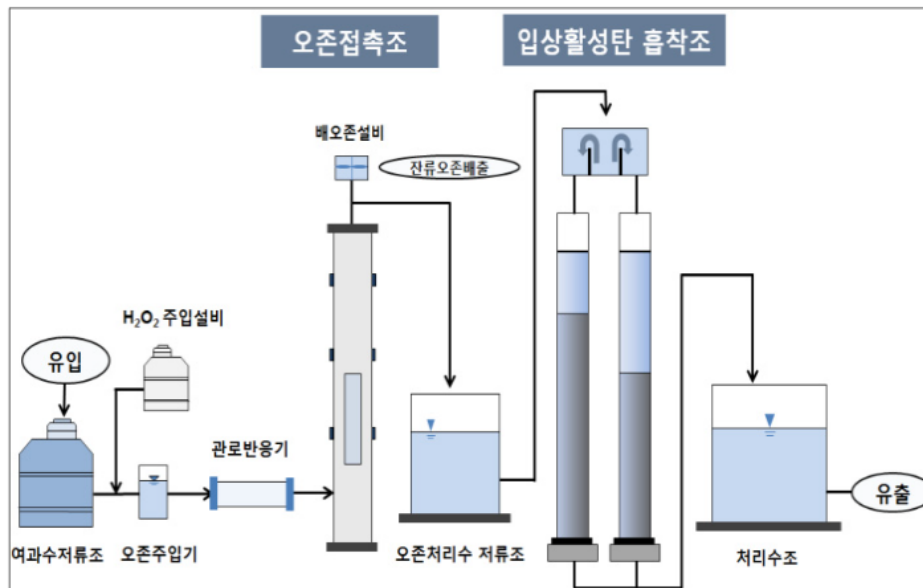 오존접촉조
입상활성탄 흡착조
배오존설비
잔류오존배출
H₂O₂ 주입설비
유입
관로반응기
여과수저류조
오존주입기
오존처리수 저류조
처리수조
유출